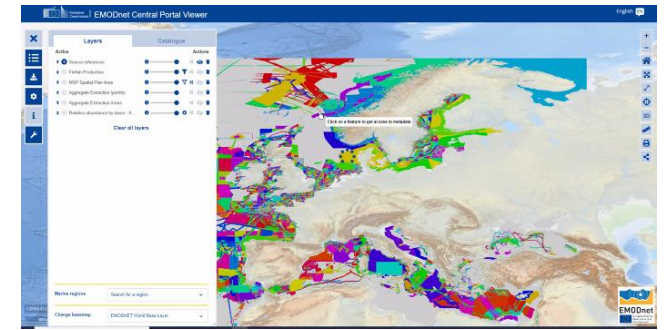 EMODnet Central Portal Viewer
English EN
Layers Catalogue
Active Actions
Source references
Finfish Production
MSP Spatial Plan Area
Aggregate Extraction (points)
Aggregate Extraction Areas
Relative abundance by taxon - A
Clear all layers
Click on a feature to get access to metadata
3D
Marine regions Search for a region...
Change basemap EMODNET World Base Layer
EMODnet